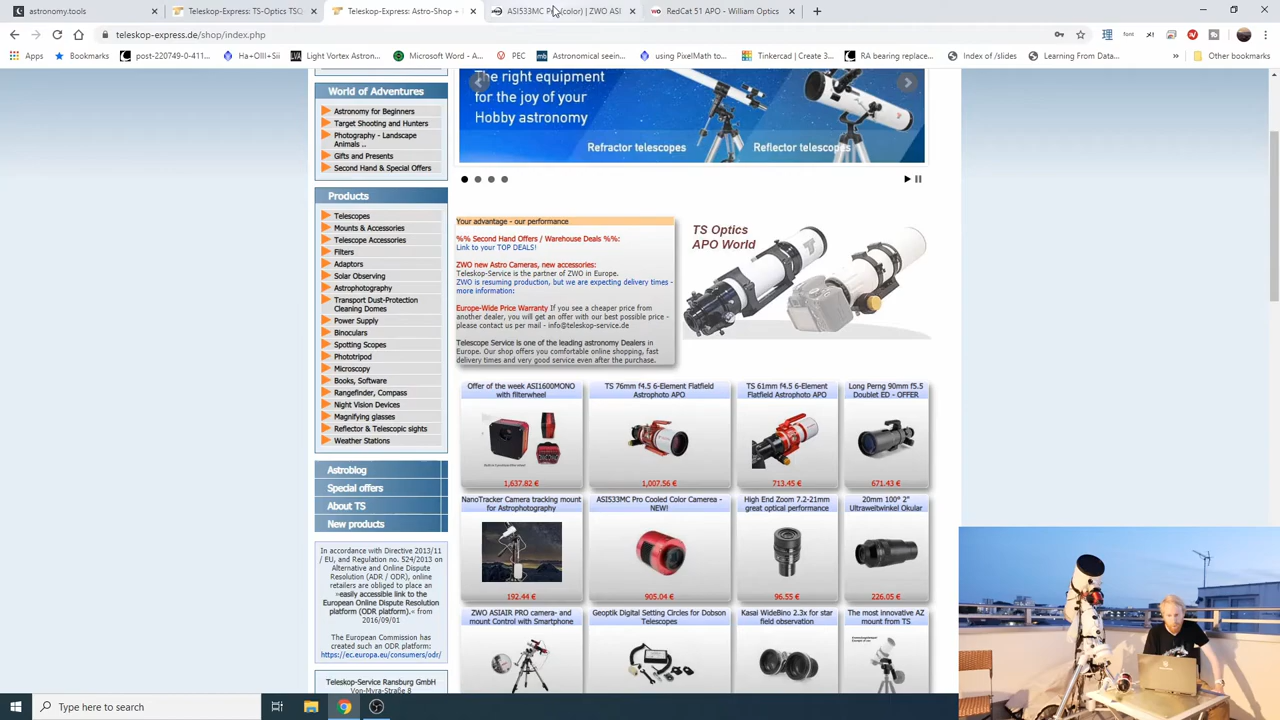 astronomy.tools
Teleskop-Express: TS-Optics TSQ
Teleskop-Express: Astro-Shop +
ASI533MC Pro(color) | ZWO ASI
RedCat 51 APO - William Optics
teleskop-express.de/shop/index.php
Apps
Bookmarks
post-220749-0-411...
Ha+OIII+Sii
Light Vortex Astron...
Microsoft Word - A...
PEC
Astronomical seein...
using PixelMath to...
Tinkercad | Create 3...
RA bearing replace...
Index of /slides
Learning From Data...
»
Other bookmarks
World of Adventures
Astronomy for Beginners
Target Shooting and Hunters
Photography - Landscape
Animals ..
Gifts and Presents
Second Hand & Special Offers
Products
Telescopes
Mounts & Accessories
Telescope Accessories
Filters
Adaptors
Solar Observing
Astrophotography
Transport Dust-Protection
Cleaning Domes
Power Supply
Binoculars
Spotting Scopes
Phototripod
Microscopy
Books, Software
Rangefinder, Compass
Night Vision Devices
Magnifying glasses
Reflector & Telescopic sights
Weather Stations
Astroblog
Special offers
About TS
New products
In accordance with Directive 2013/11
/ EU, and Regulation no. 524/2013 on
Alternative and Online Dispute
Resolution (ADR / ODR), online
retailers are obliged to place an
»easily accessible link to the
European Online Dispute Resolution
platform (ODR platform).« from
2016/09/01
The European Commission has
created such an ODR platform:
https://ec.europa.eu/consumers/odr/
Teleskop-Service Ransburg GmbH
Von-Myra-Straße 8
The right equipment
for the joy of your
Hobby astronomy
Refractor telescopes
Reflector telescopes
Your advantage - our performance
%% Second Hand Offers / Warehouse Deals %%:
Link to your TOP DEALS!
ZWO new Astro Cameras, new accessories:
Teleskop-Service is the partner of ZWO in Europe.
ZWO is resuming production, but we are expecting delivery times -
more information:
Europe-Wide Price Warranty If you see a cheaper price from
another dealer, you will get an offer with our best possible price -
please contact us per mail - info@teleskop-service.de
Telescope Service is one of the leading astronomy Dealers in
Europe. Our shop offers you comfortable online shopping, fast
delivery times and very good service even after the purchase.
TS Optics
APO World
Offer of the week ASI1600MONO
with filterwheel
1,637.82 €
TS 76mm f4.5 6-Element Flatfield
Astrophoto APO
1,007.56 €
TS 61mm f4.5 6-Element
Flatfield Astrophoto APO
713.45 €
Long Perng 90mm f5.5
Doublet ED - OFFER
671.43 €
NanoTracker Camera tracking mount
for Astrophotography
192.44 €
ASI533MC Pro Cooled Color Camerea -
NEW!
905.04 €
High End Zoom 7.2-21mm
great optical performance
96.55 €
20mm 100° 2"
Ultraweitwinkel Okular
226.05 €
ZWO ASIAIR PRO camera- and
mount Control with Smartphone
Geoptik Digital Setting Circles for Dobson
Telescopes
Kasai WideBino 2.3x for star
field observation
The most innovative AZ
mount from TS
Type here to search